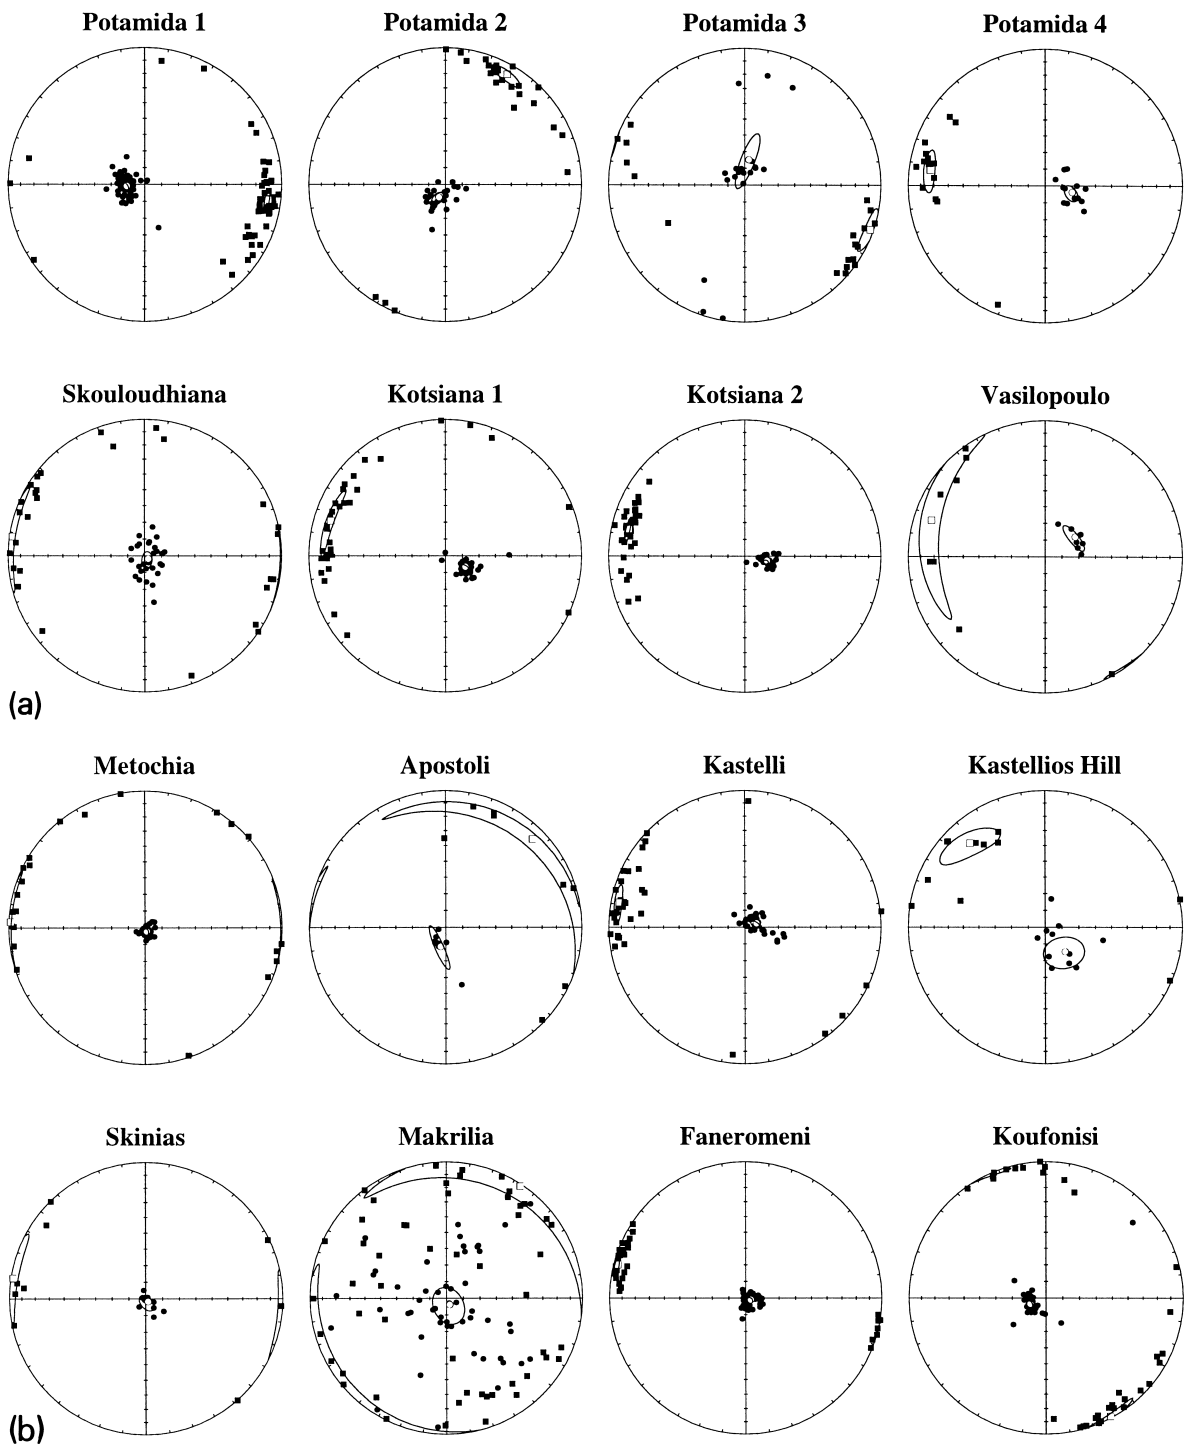 Potamida 1 Potamida 2 Potamida 3 Potamida 4
Skouloudhiana Kotsiana 1 Kotsiana 2 Vasilopoulo
(a)
Metochia Apostoli Kastelli Kastellios Hill
Skinias Makrilia Faneromeni Koufonisi
(b)